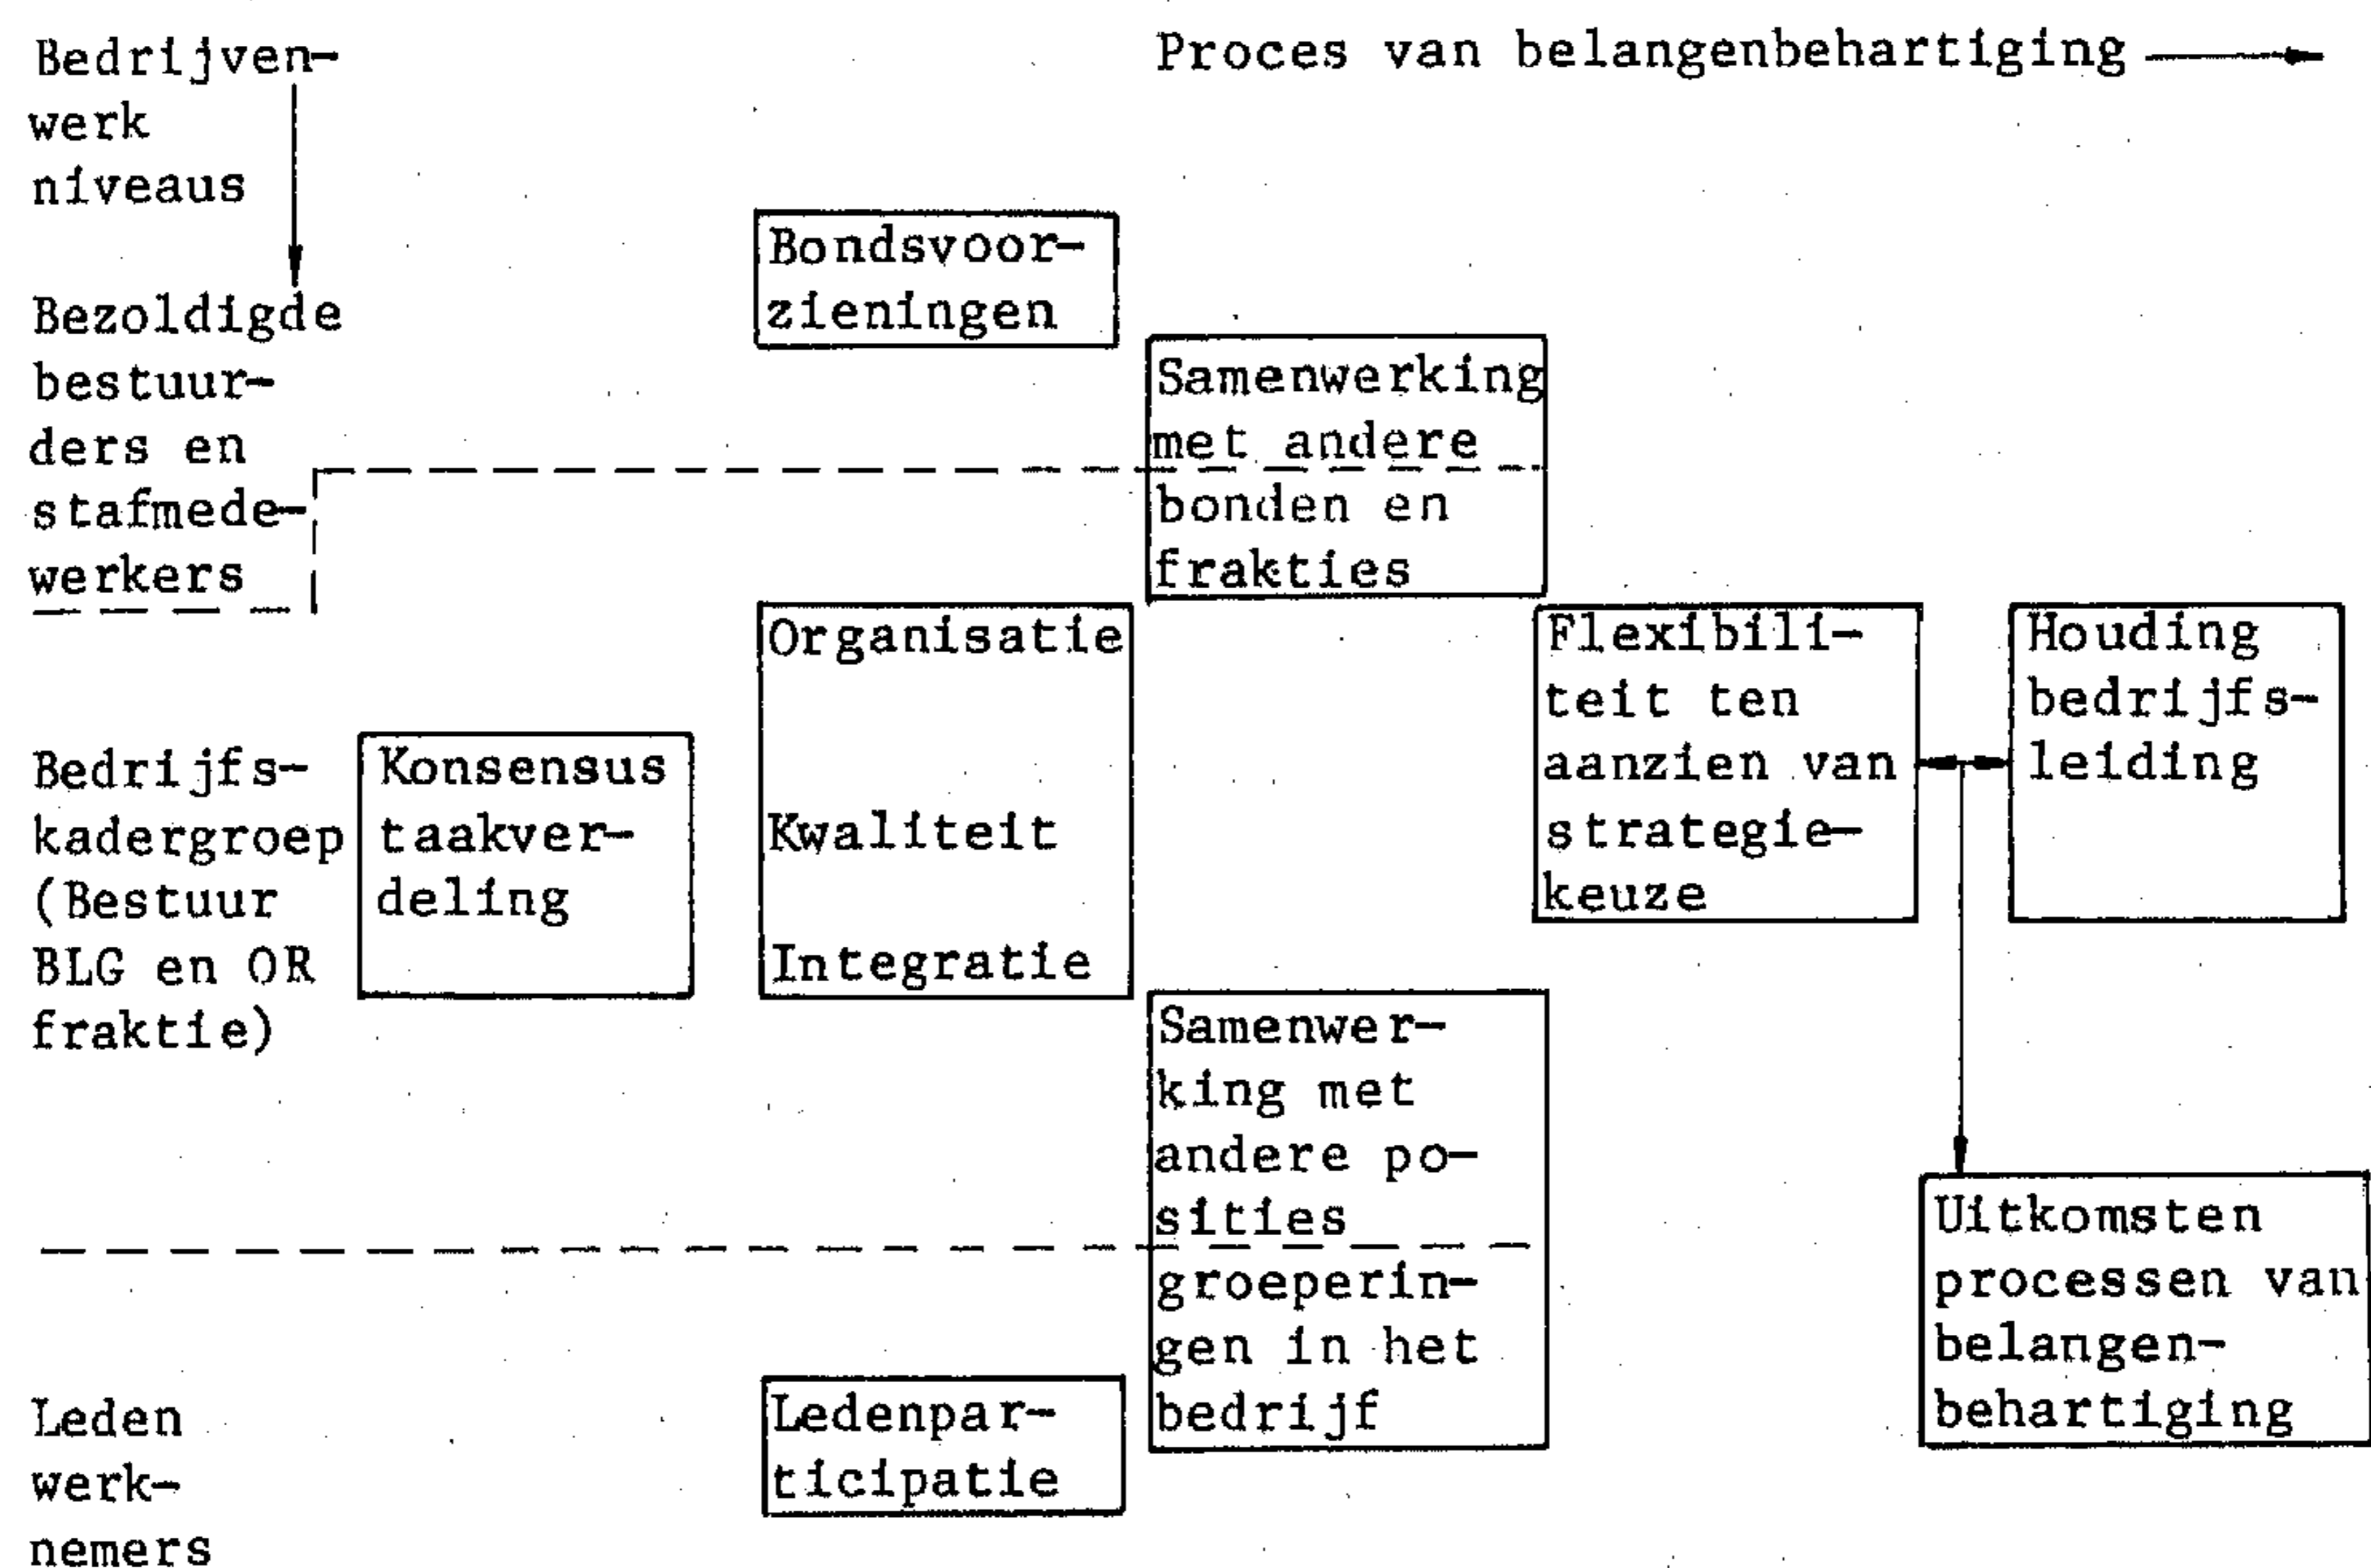 Bedrijven-
werk
niveaus
Proces van belangenbehartiging
Bezoldigde
bestuur-
ders en
stafmede-
werkers
Bondsvoor-
zieningen
Samenwerking
met andere
bonden en
frakties
Bedrijfs-
kadergroep
(Bestuur
BLG en OR
fraktie)
Konsensus
taakver-
deling
Organisatie
Kwaliteit
Integratie
Flexibili-
teit ten
aanzien van
strategie-
keuze
Houding
bedrijfs-
leiding
Samenwer-
king met
andere po-
sities
groeperin-
gen in het
bedrijf
Uitkomsten
processen van
belangen-
behartiging
Leden
werk-
nemers
Ledenpar-
ticipatie